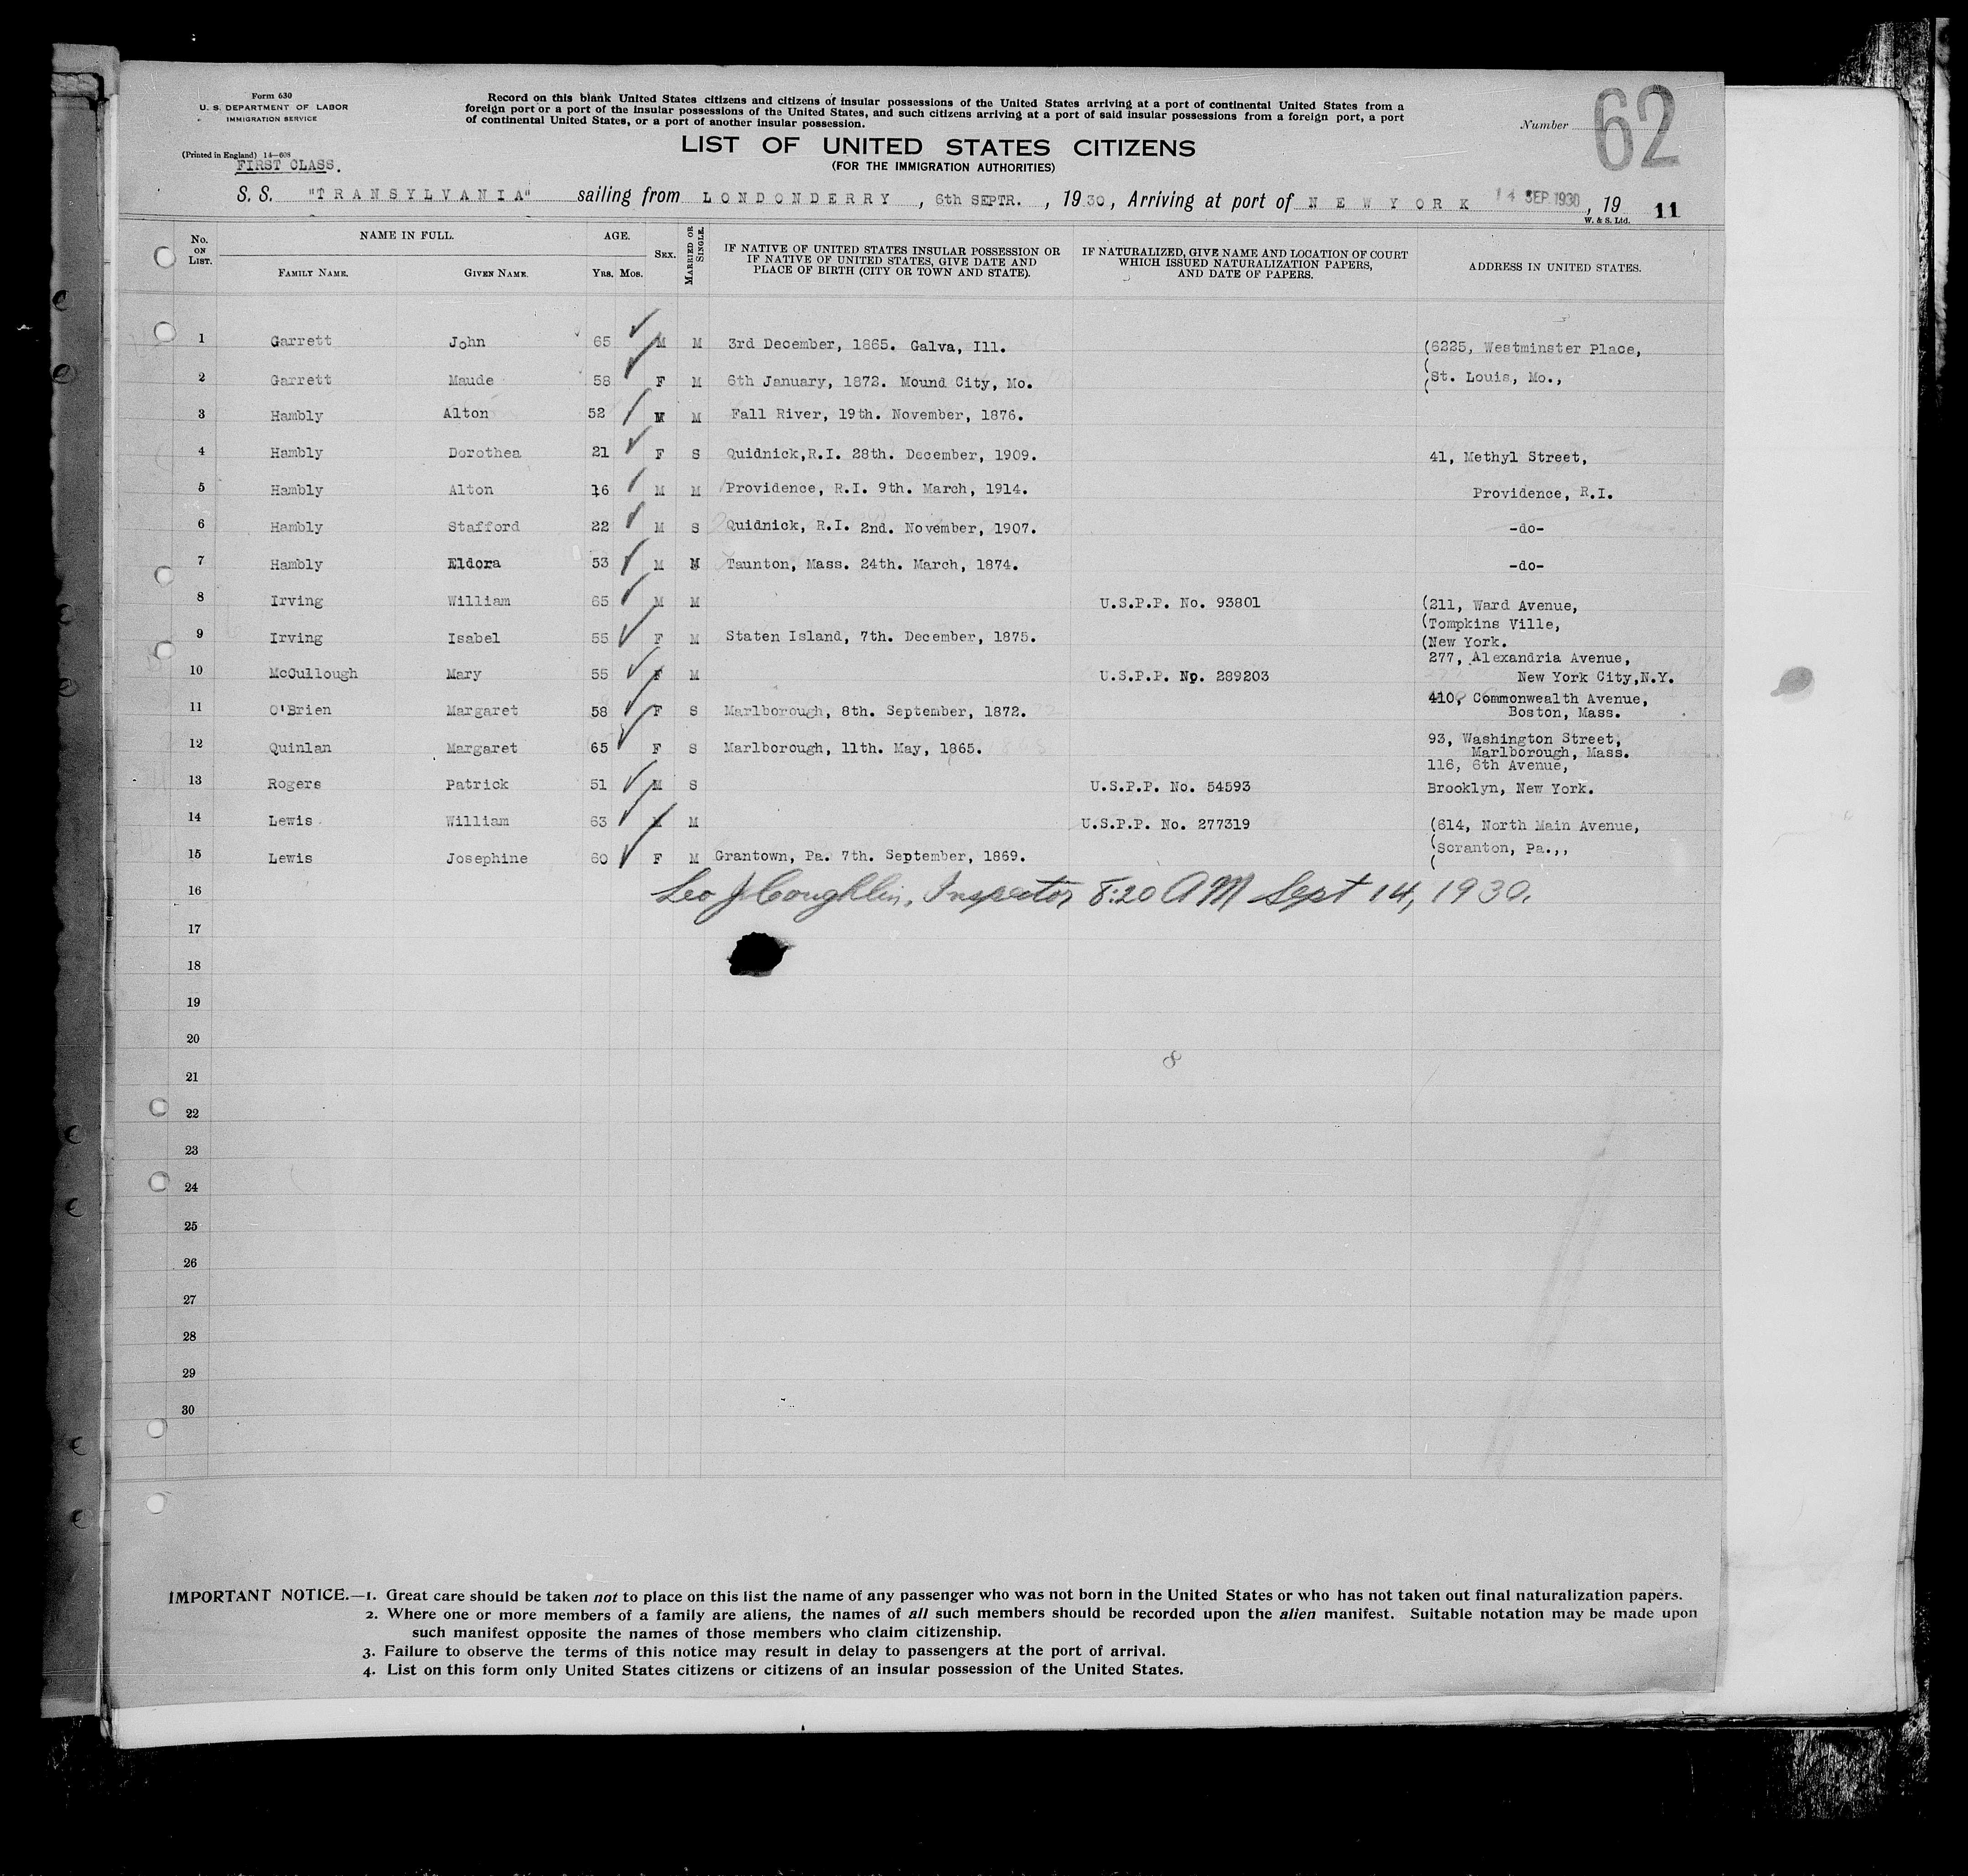 Form 630
U. S. DEPARTMENT OF LABOR
IMMIGRATION SERVICE
(Printed in England) 14—608
FIRST CLASS.
Record on this blank United States citizens and citizens of insular possessions of the United States arriving at a port of continental United States from a
foreign port or a port of the insular possessions of the United States, and such citizens arriving at a port of said insular possessions from a foreign port, a port
of continental United States, or a port of another insular possession.
LIST OF UNITED STATES CITIZENS
(FOR THE IMMIGRATION AUTHORITIES)
Number 62
S. S. "TRANSYLVANIA" sailing from LONDONDERRY, 6th SEPTR., 1930, Arriving at port of NEW YORK 14 SEP 1930, 19
W. & S. Ltd. 11
No. ON LIST. NAME IN FULL. FAMILY NAME. GIVEN NAME. AGE. YRS. MOS. SEX. MARRIED OR SINGLE. IF NATIVE OF UNITED STATES INSULAR POSSESSION OR IF NATIVE OF UNITED STATES, GIVE DATE AND PLACE OF BIRTH (CITY OR TOWN AND STATE). IF NATURALIZED, GIVE NAME AND LOCATION OF COURT WHICH ISSUED NATURALIZATION PAPERS, AND DATE OF PAPERS. ADDRESS IN UNITED STATES.
1 Garrett John 65 M M 3rd December, 1865. Galva, Ill. (6225, Westminster Place,
2 Garrett Maude 58 F M 6th January, 1872. Mound City, Mo. (St. Louis, Mo.,
3 Hambly Alton 52 M M Fall River, 19th. November, 1876.
4 Hambly Dorothea 21 F S Quidnick,R.I. 28th. December, 1909. 41, Methyl Street,
5 Hambly Alton 16 M M Providence, R.I. 9th. March, 1914. Providence, R.I.
6 Hambly Stafford 22 M S Quidnick, R.I. 2nd. November, 1907. -do-
7 Hambly Eldora 53 M M Taunton, Mass. 24th. March, 1874. -do-
8 Irving William 65 M M U.S.P.P. No. 93801 (211, Ward Avenue,
(Tompkins Ville,
9 Irving Isabel 55 F M Staten Island, 7th. December, 1875. (New York.
277, Alexandria Avenue,
10 McCullough Mary 55 F M U.S.P.P. No. 289203 New York City,N.Y.
410, Commonwealth Avenue,
11 O'Brien Margaret 58 F S Marlborough, 8th. September, 1872. Boston, Mass.
93, Washington Street,
12 Quinlan Margaret 65 F S Marlborough, 11th. May, 1865. Marlborough, Mass.
116, 6th Avenue,
13 Rogers Patrick 51 M S U.S.P.P. No. 54593 Brooklyn, New York.
14 Lewis William 63 M M U.S.P.P. No. 277319 (614, North Main Avenue,
15 Lewis Josephine 60 F M Grantown, Pa. 7th. September, 1869. (Scranton, Pa.,,
16 Leo J Coughlin, Inspector 8:20 AM Sept 14, 1930.
17
18
19
20
8
21
22
23
24
25
26
27
28
29
30
IMPORTANT NOTICE.—1. Great care should be taken not to place on this list the name of any passenger who was not born in the United States or who has not taken out final naturalization papers.
2. Where one or more members of a family are aliens, the names of all such members should be recorded upon the alien manifest. Suitable notation may be made upon
such manifest opposite the names of those members who claim citizenship.
3. Failure to observe the terms of this notice may result in delay to passengers at the port of arrival.
4. List on this form only United States citizens or citizens of an insular possession of the United States.